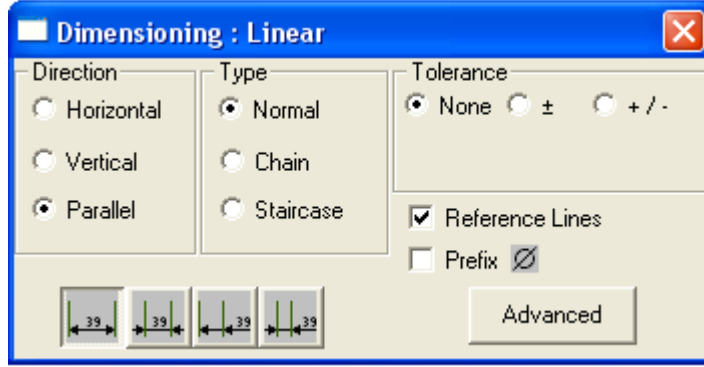 Dimensioning : Linear
Direction
Horizontal
Vertical
Parallel
Type
Normal
Chain
Staircase
Tolerance
None ± + / -
Reference Lines
Prefix Ø
39 39 39 39
Advanced